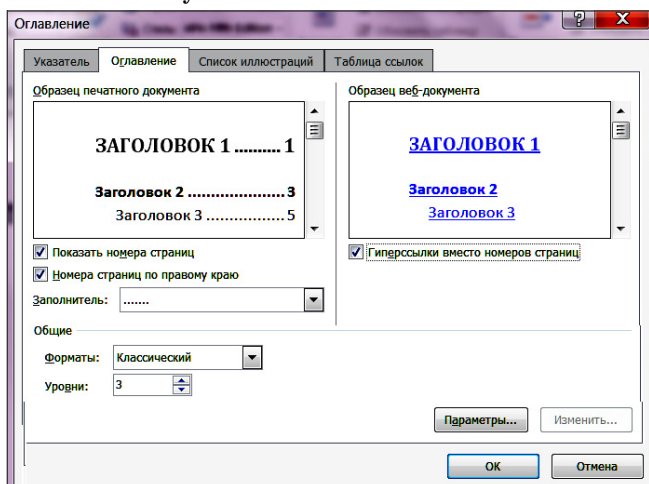 Оглавление
Указатель Оглавление Список иллюстраций Таблица ссылок
Образец печатного документа
ЗАГОЛОВОК 1 .......... 1
Заголовок 2 ...................... 3
Заголовок 3 ................. 5
Образец веб-документа
ЗАГОЛОВОК 1
Заголовок 2
Заголовок 3
Показать номера страниц
Номера страниц по правому краю
Заполнитель: .......
Гиперссылки вместо номеров страниц
Общие
Форматы: Классический
Уровни: 3
Параметры... Изменить...
ОК Отмена